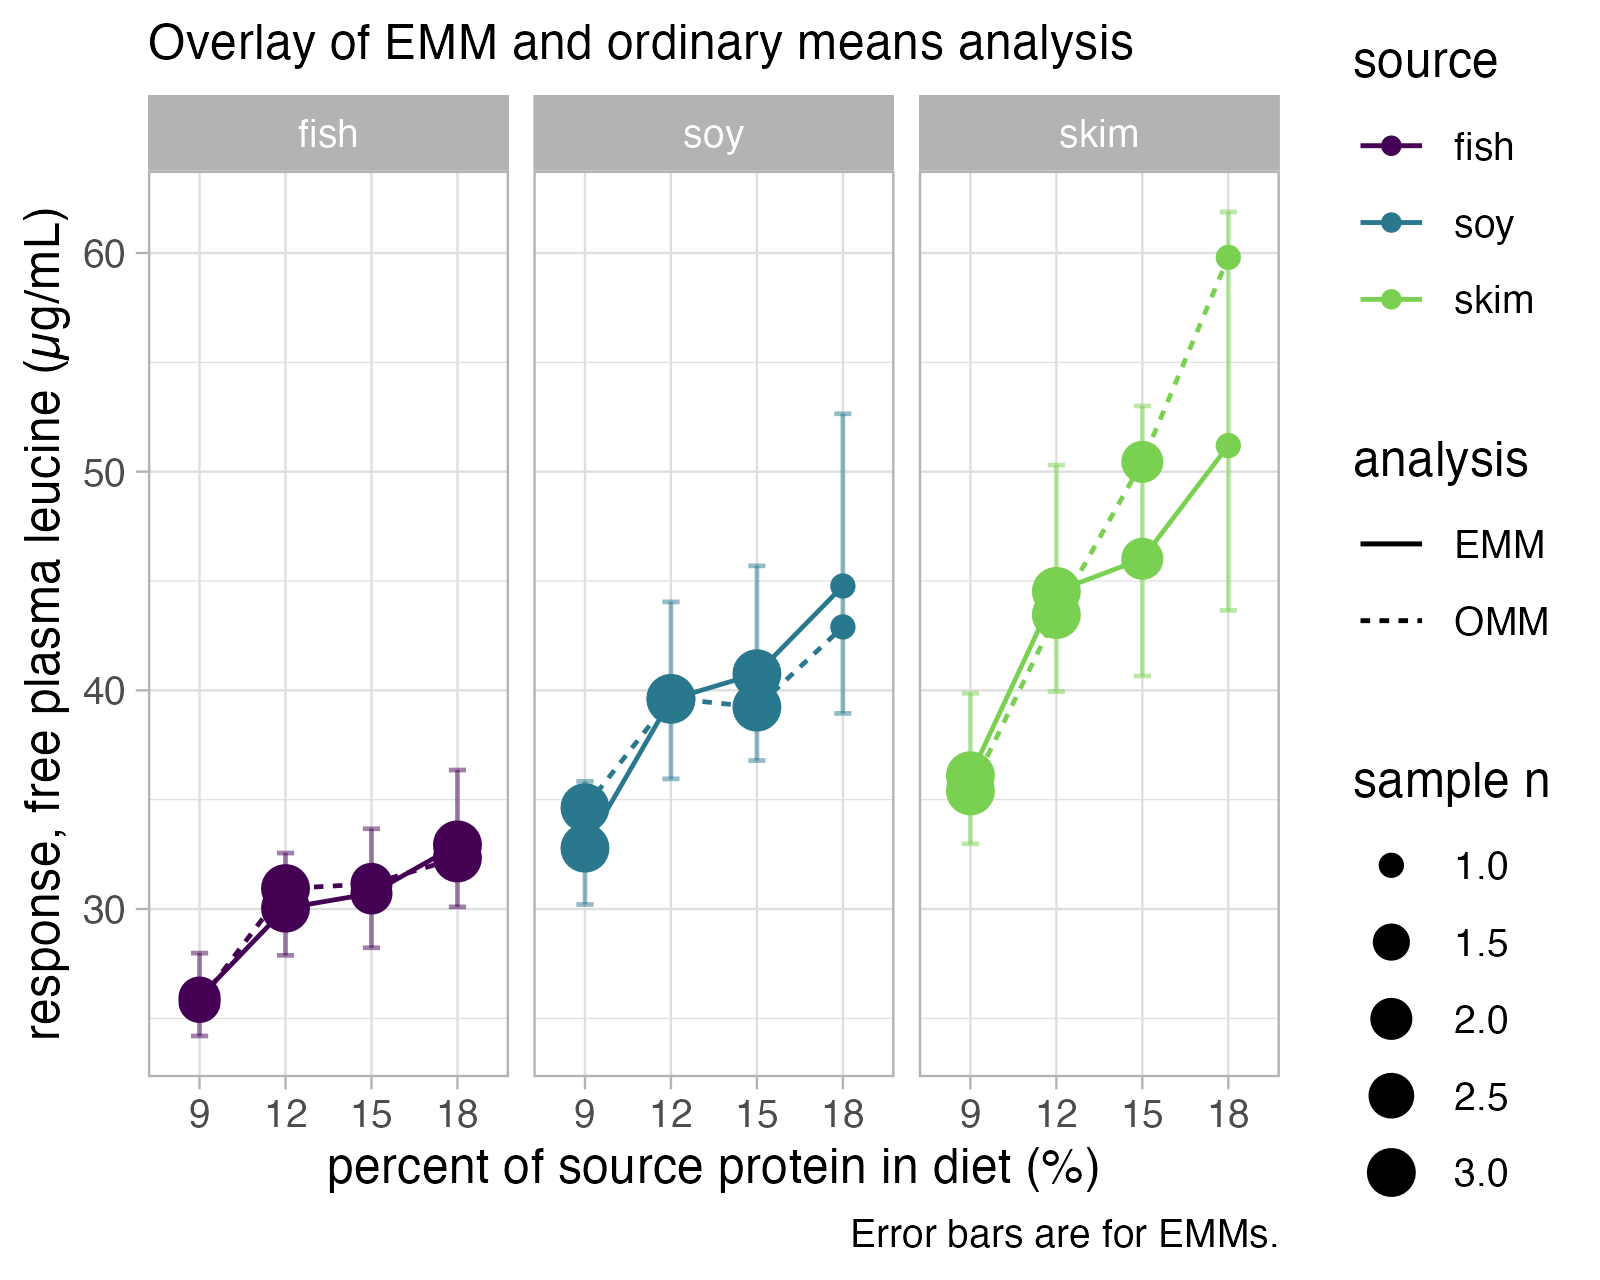 Overlay of EMM and ordinary means analysis
fish
soy
skim
response, free plasma leucine (µg/mL)
60
50
40
30
9 12 15 18
9 12 15 18
9 12 15 18
percent of source protein in diet (%)
Error bars are for EMMs.
source
fish
soy
skim
analysis
EMM
OMM
sample n
1.0
1.5
2.0
2.5
3.0